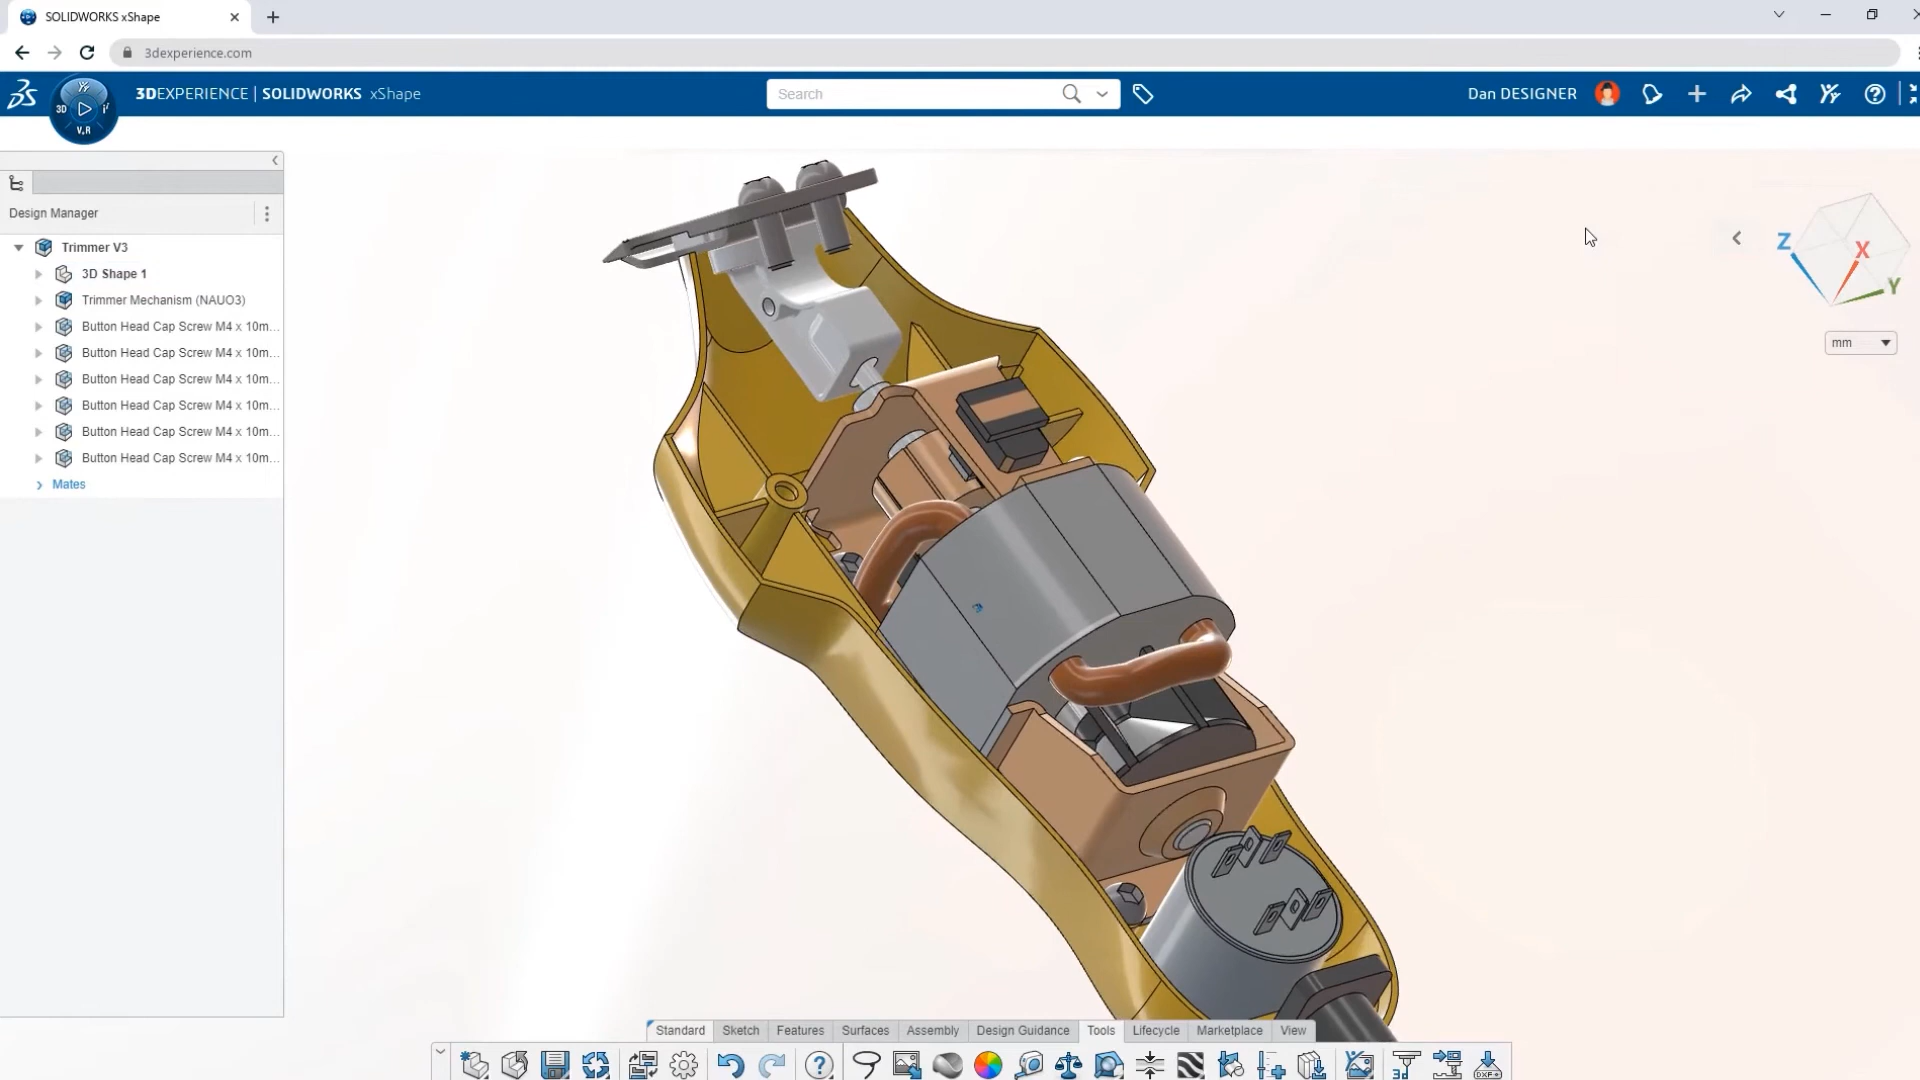 SOLIDWORKS xShape
3dexperience.com
3DEXPERIENCE | SOLIDWORKS xShape
Search
Dan DESIGNER
3D
V.R
Design Manager
Trimmer V3
3D Shape 1
Trimmer Mechanism (NAUO3)
Button Head Cap Screw M4 x 10m...
Button Head Cap Screw M4 x 10m...
Button Head Cap Screw M4 x 10m...
Button Head Cap Screw M4 x 10m...
Button Head Cap Screw M4 x 10m...
Button Head Cap Screw M4 x 10m...
Mates
Z
X
Y
mm
Standard Sketch Features Surfaces Assembly Design Guidance Tools Lifecycle Marketplace View
DXF